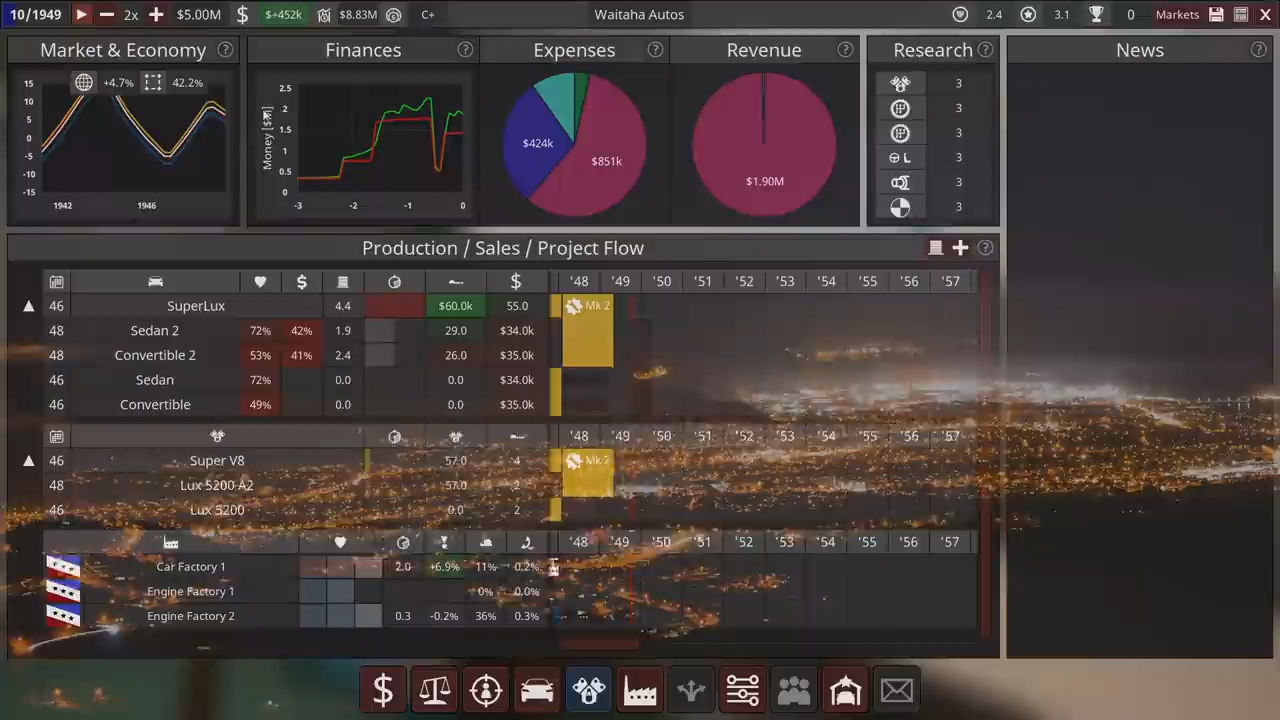 10/1949 2x $5.00M $ $+452k $8.83M C+ Waitaha Autos 2.4 3.1 0 Markets
Market & Economy ?
Finances ?
Expenses ?
Revenue ?
Research ?
News ?
+4.7% 42.2%
15
10
5
0
-5
-10
-15
1942 1946
Money [$M]
2.5
2
1.5
1
0.5
0
-3 -2 -1 0
$424k
$851k
$1.90M
3
3
3
L 3
3
3
Production / Sales / Project Flow ?
$ $ '48 '49 '50 '51 '52 '53 '54 '55 '56 '57
46 SuperLux 4.4 $60.0k 55.0 Mk 2
48 Sedan 2 72% 42% 1.9 29.0 $34.0k
48 Convertible 2 53% 41% 2.4 26.0 $35.0k
46 Sedan 72% 0.0 0.0 $34.0k
46 Convertible 49% 0.0 0.0 $35.0k
'48 '49 '50 '51 '52 '53 '54 '55 '56 '57
46 Super V8 57.0 4 Mk 2
48 Lux 5200 A2 57.0 2
46 Lux 5200 0.0 2
'48 '49 '50 '51 '52 '53 '54 '55 '56 '57
Car Factory 1 2.0 +6.9% 11% 0.2%
Engine Factory 1 0% 0.0%
Engine Factory 2 0.3 -0.2% 36% 0.3%
$